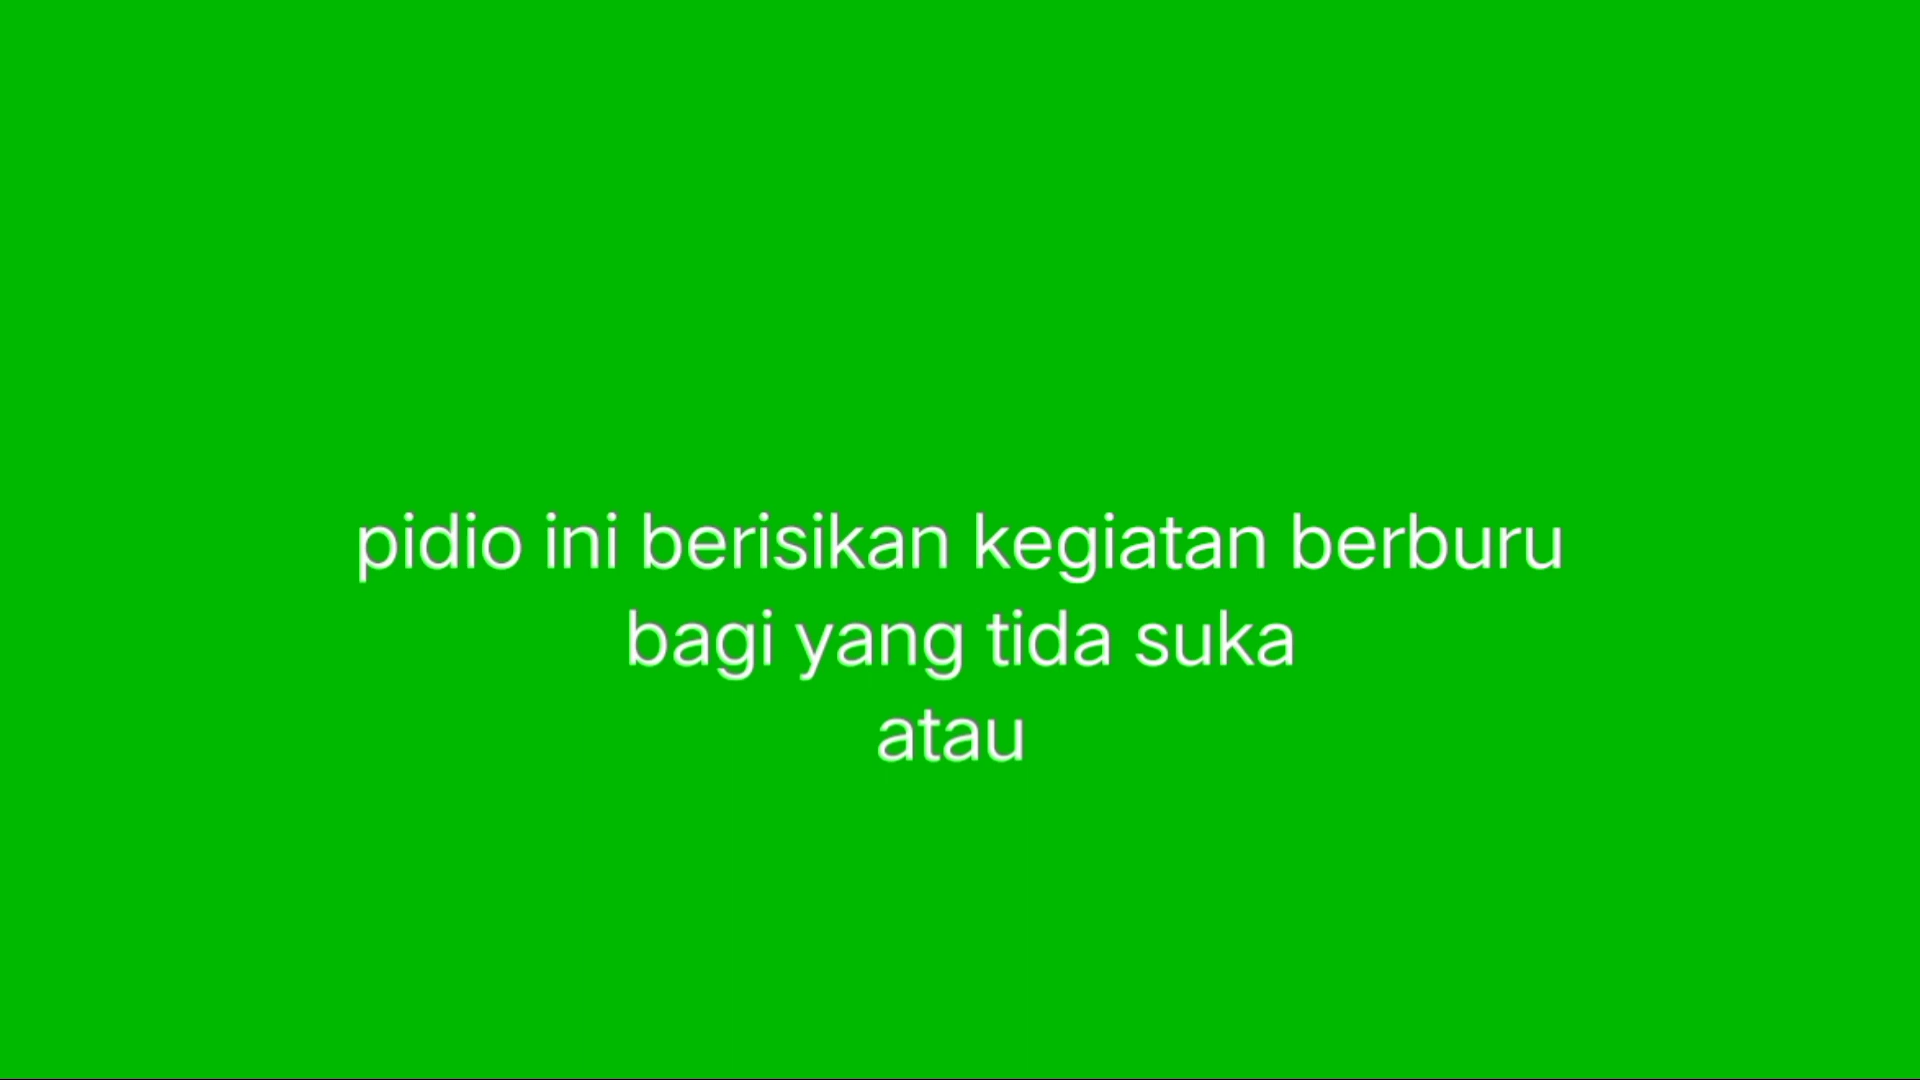 pidio ini berisikan kegiatan berburu
bagi yang tida suka
atau